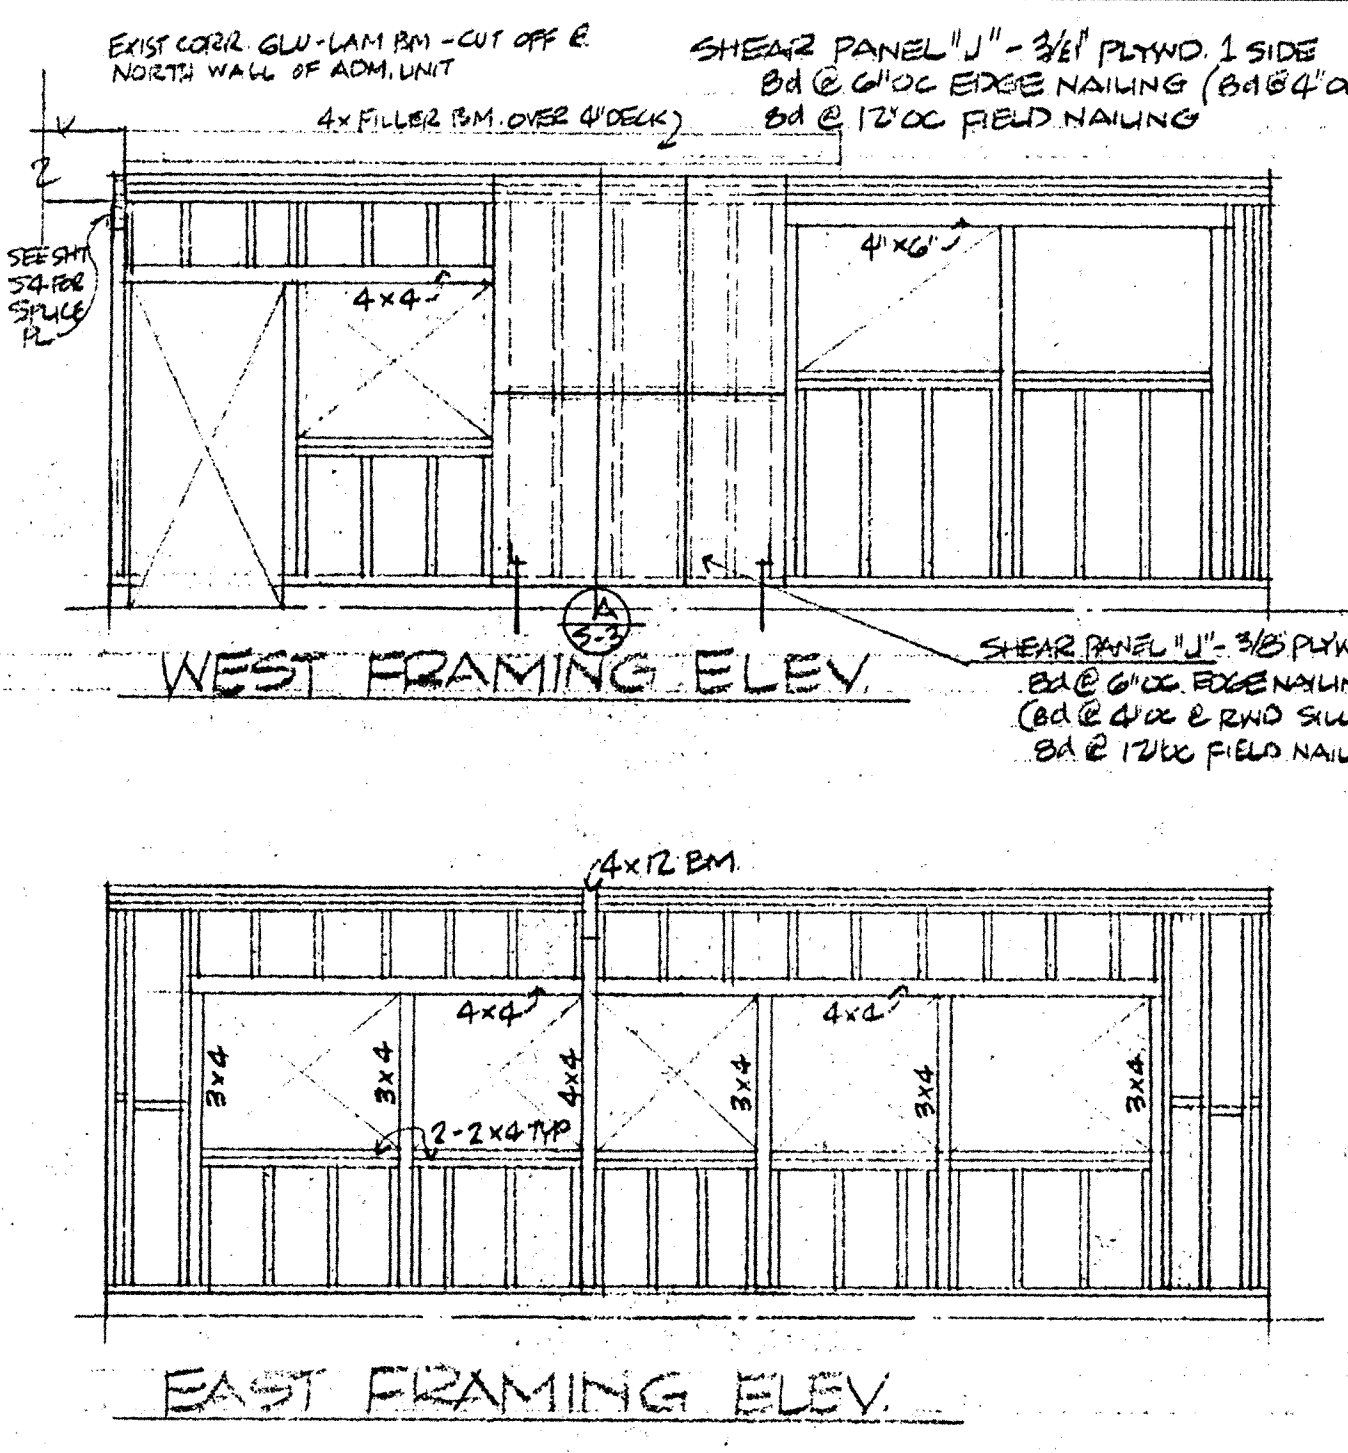 EXIST CORR. GLU-LAM BM - CUT OFF @
NORTH WALL OF ADM. UNIT
SHEAR PANEL "J" - 3/8" PLYWD. 1 SIDE
8d @ 6" OC EDGE NAILING (8d @ 4" OC
8d @ 12" OC FIELD NAILING
4x FILLER BM. OVER 4" DECK
2
SEE SHT
S4 FOR
SPLICE
PL
4x4
4"x6"
A
S-3
WEST FRAMING ELEV.
SHEAR PANEL "J" - 3/8" PLYW
8d @ 6" OC. EDGE NAILIN
(8d @ 4" OC @ RWD SILL
8d @ 12" OC FIELD NAIL
4x12 BM.
4x4
4x4
3x4
3x4
4x4
3x4
3x4
3x4
2-2x4 TYP
EAST FRAMING ELEV.